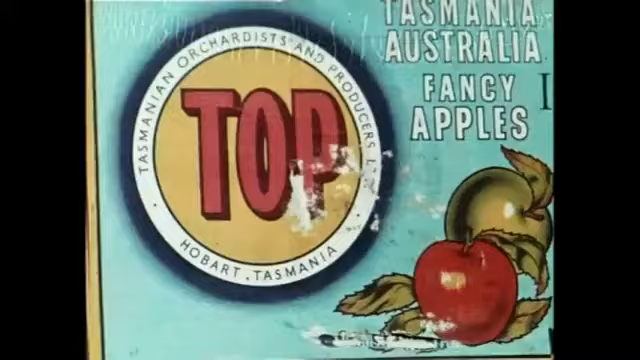 TASMANIA
AUSTRALIA
FANCY
APPLES
TASMANIAN ORCHARDISTS AND PRODUCERS
TOP
HOBART. TASMANIA